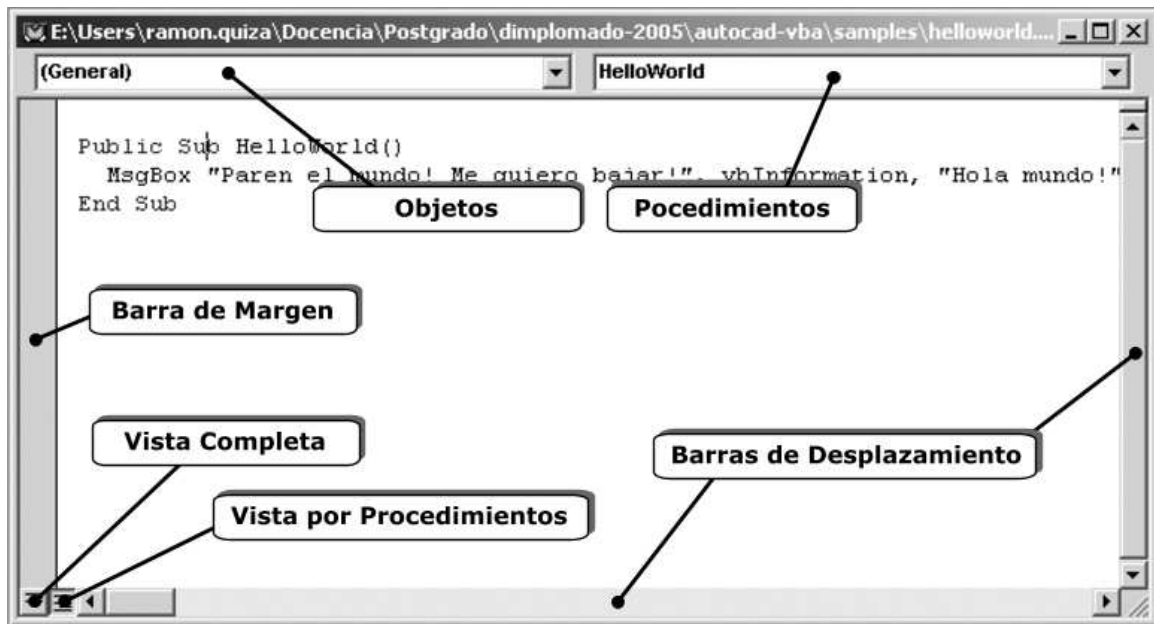 E:\Users\ramon.quiza\Docencia\Postgrado\dimplomado-2005\autocad-vba\samples\helloworld....
(General)
HelloWorld
Public Sub HelloWorld()
MsgBox "Paren el mundo! Me quiero bajar!", vbInformation, "Hola mundo!"
End Sub
Objetos
Pocedimientos
Barra de Margen
Vista Completa
Barras de Desplazamiento
Vista por Procedimientos